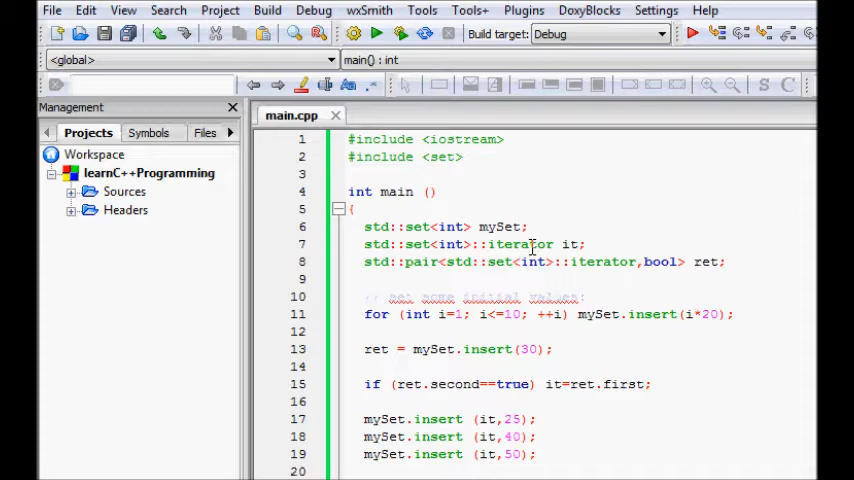 File Edit View Search Project Build Debug wxSmith Tools Tools+ Plugins DoxyBlocks Settings Help
Build target: Debug
<global> main() : int
S C
Management
main.cpp
Projects Symbols Files
Workspace
learnC++Programming
Sources
Headers
1 #include <iostream>
2 #include <set>
3
4 int main ()
5 {
6 std::set<int> mySet;
7 std::set<int>::iterator it;
8 std::pair<std::set<int>::iterator,bool> ret;
9
10 // set some initial values:
11 for (int i=1; i<=10; ++i) mySet.insert(i*20);
12
13 ret = mySet.insert(30);
14
15 if (ret.second==true) it=ret.first;
16
17 mySet.insert (it,25);
18 mySet.insert (it,40);
19 mySet.insert (it,50);
20